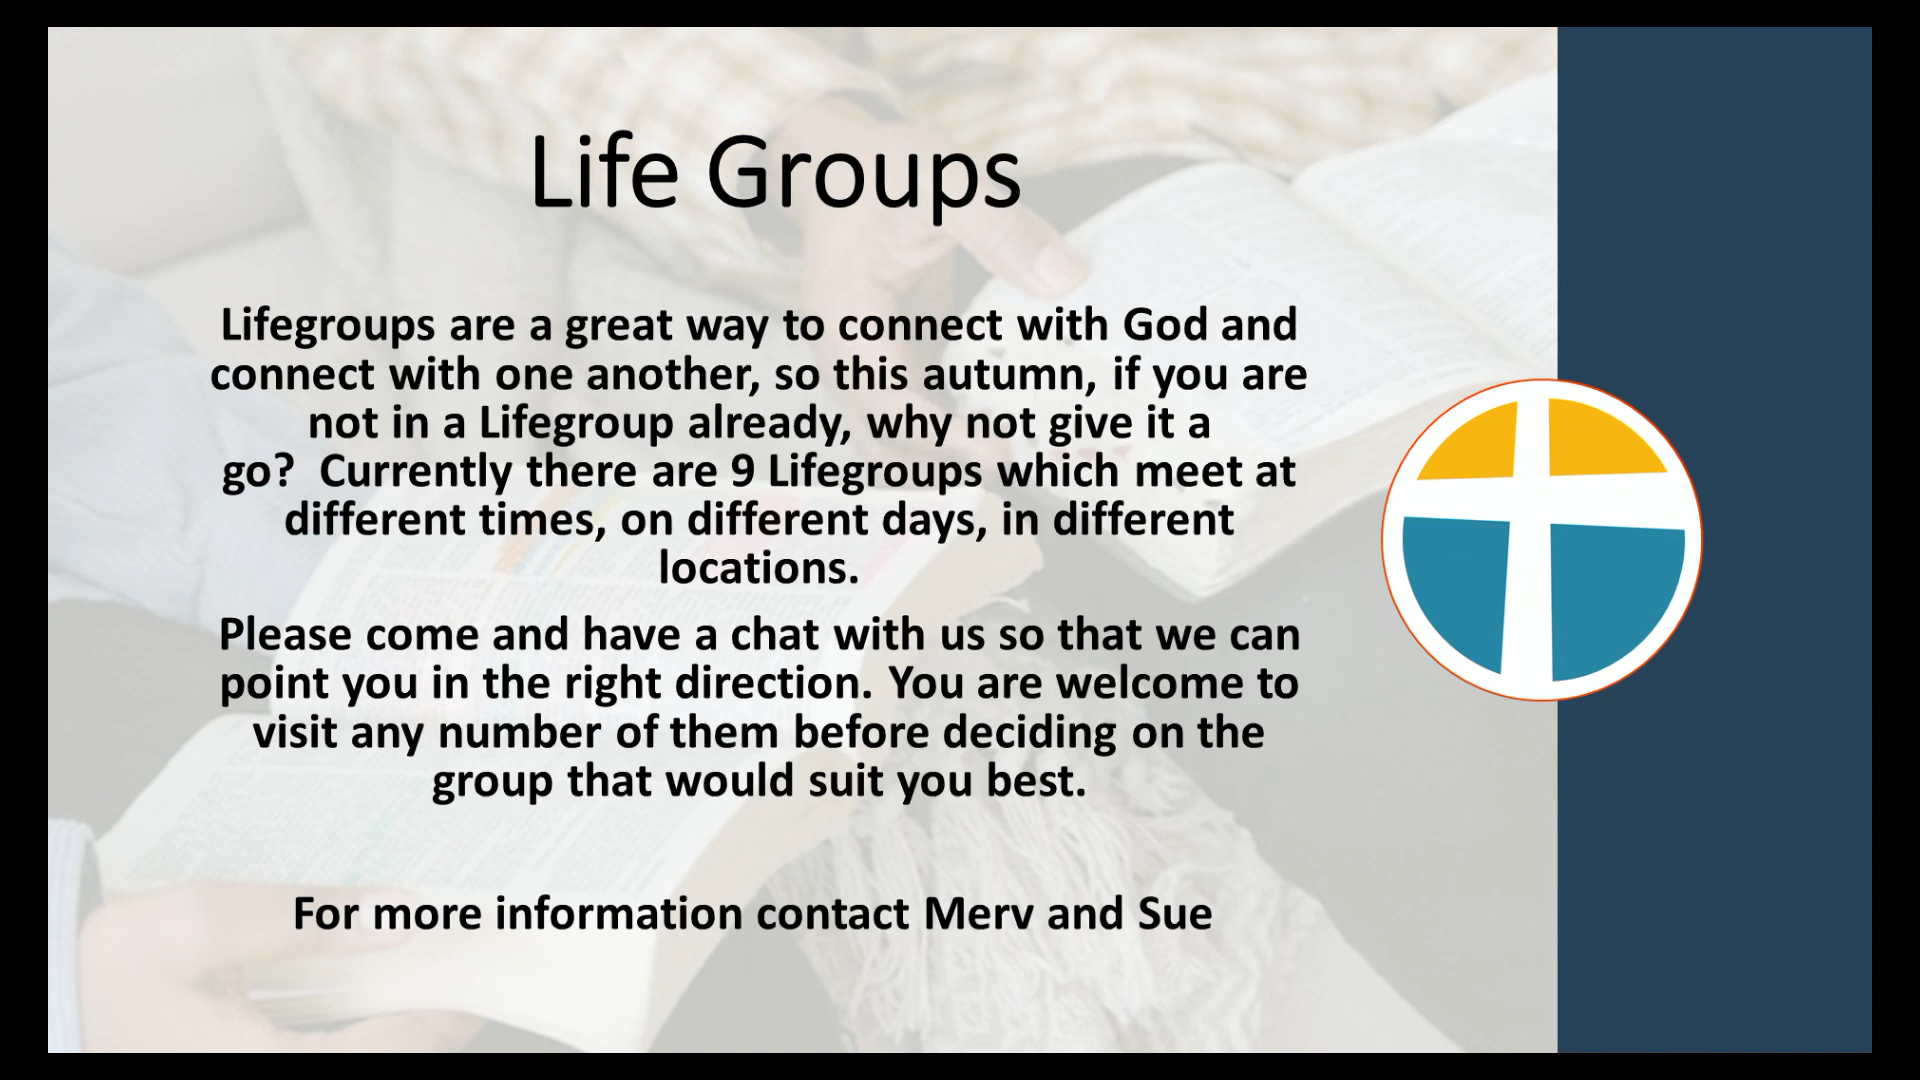 Life Groups
Lifegroups are a great way to connect with God and
connect with one another, so this autumn, if you are
not in a Lifegroup already, why not give it a
go?  Currently there are 9 Lifegroups which meet at
different times, on different days, in different
locations.
Please come and have a chat with us so that we can
point you in the right direction. You are welcome to
visit any number of them before deciding on the
group that would suit you best.
For more information contact Merv and Sue